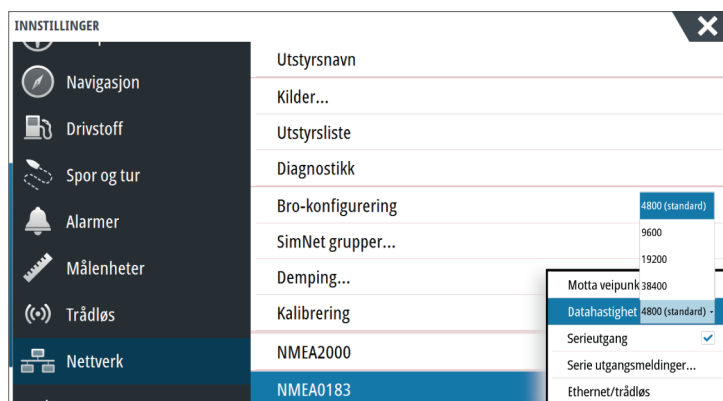 INNSTILLINGER
Navigasjon
Drivstoff
Spor og tur
Alarmer
Målenheter
Trådløs
Nettverk
Utstyrsnavn
Kilder...
Utstyrsliste
Diagnostikk
Bro-konfigurering
SimNet grupper...
Demping...
Kalibrering
NMEA2000
NMEA0183
4800 (standard)
9600
19200
38400
Motta veipunk
Datahastighet 4800 (standard)
Serieutgang
Serie utgangsmeldinger...
Ethernet/trådløs